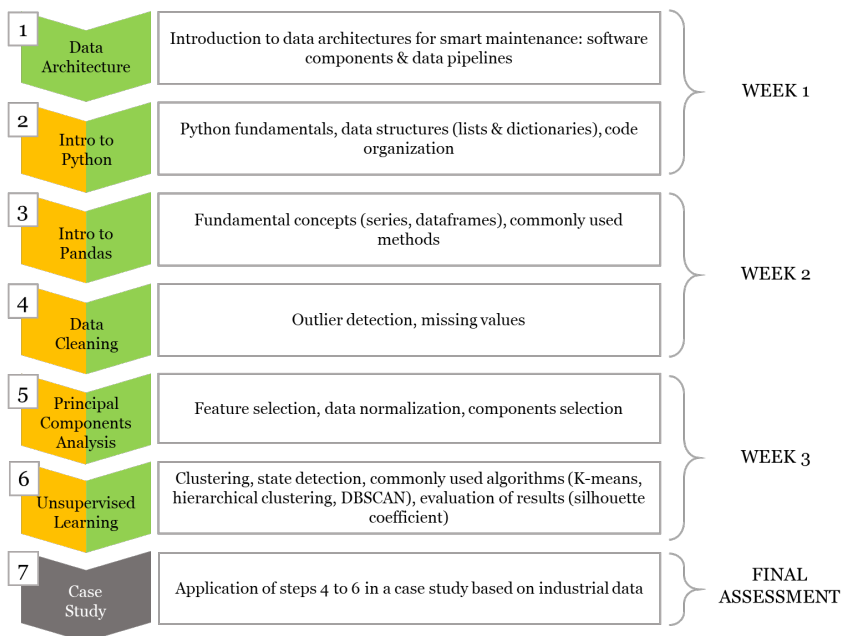 1
Data
Architecture
Introduction to data architectures for smart maintenance: software
components & data pipelines
WEEK 1
2
Intro to
Python
Python fundamentals, data structures (lists & dictionaries), code
organization
3
Intro to
Pandas
Fundamental concepts (series, dataframes), commonly used
methods
WEEK 2
4
Data
Cleaning
Outlier detection, missing values
5
Principal
Components
Analysis
Feature selection, data normalization, components selection
WEEK 3
6
Unsupervised
Learning
Clustering, state detection, commonly used algorithms (K-means,
hierarchical clustering, DBSCAN), evaluation of results (silhouette
coefficient)
7
Case
Study
Application of steps 4 to 6 in a case study based on industrial data
FINAL
ASSESSMENT